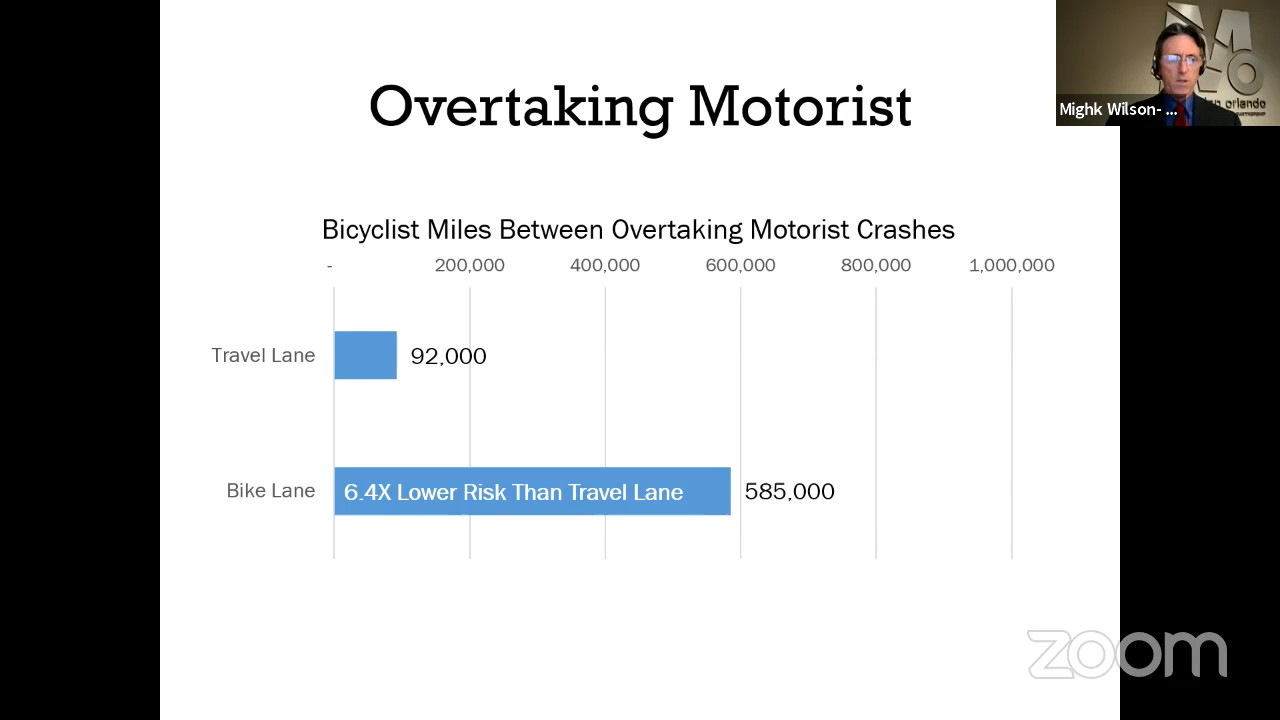 Overtaking Motorist
Mighk Wilson- ...
Bicyclist Miles Between Overtaking Motorist Crashes
- 200,000 400,000 600,000 800,000 1,000,000
Travel Lane 92,000
Bike Lane 6.4X Lower Risk Than Travel Lane 585,000
orlando
zoom